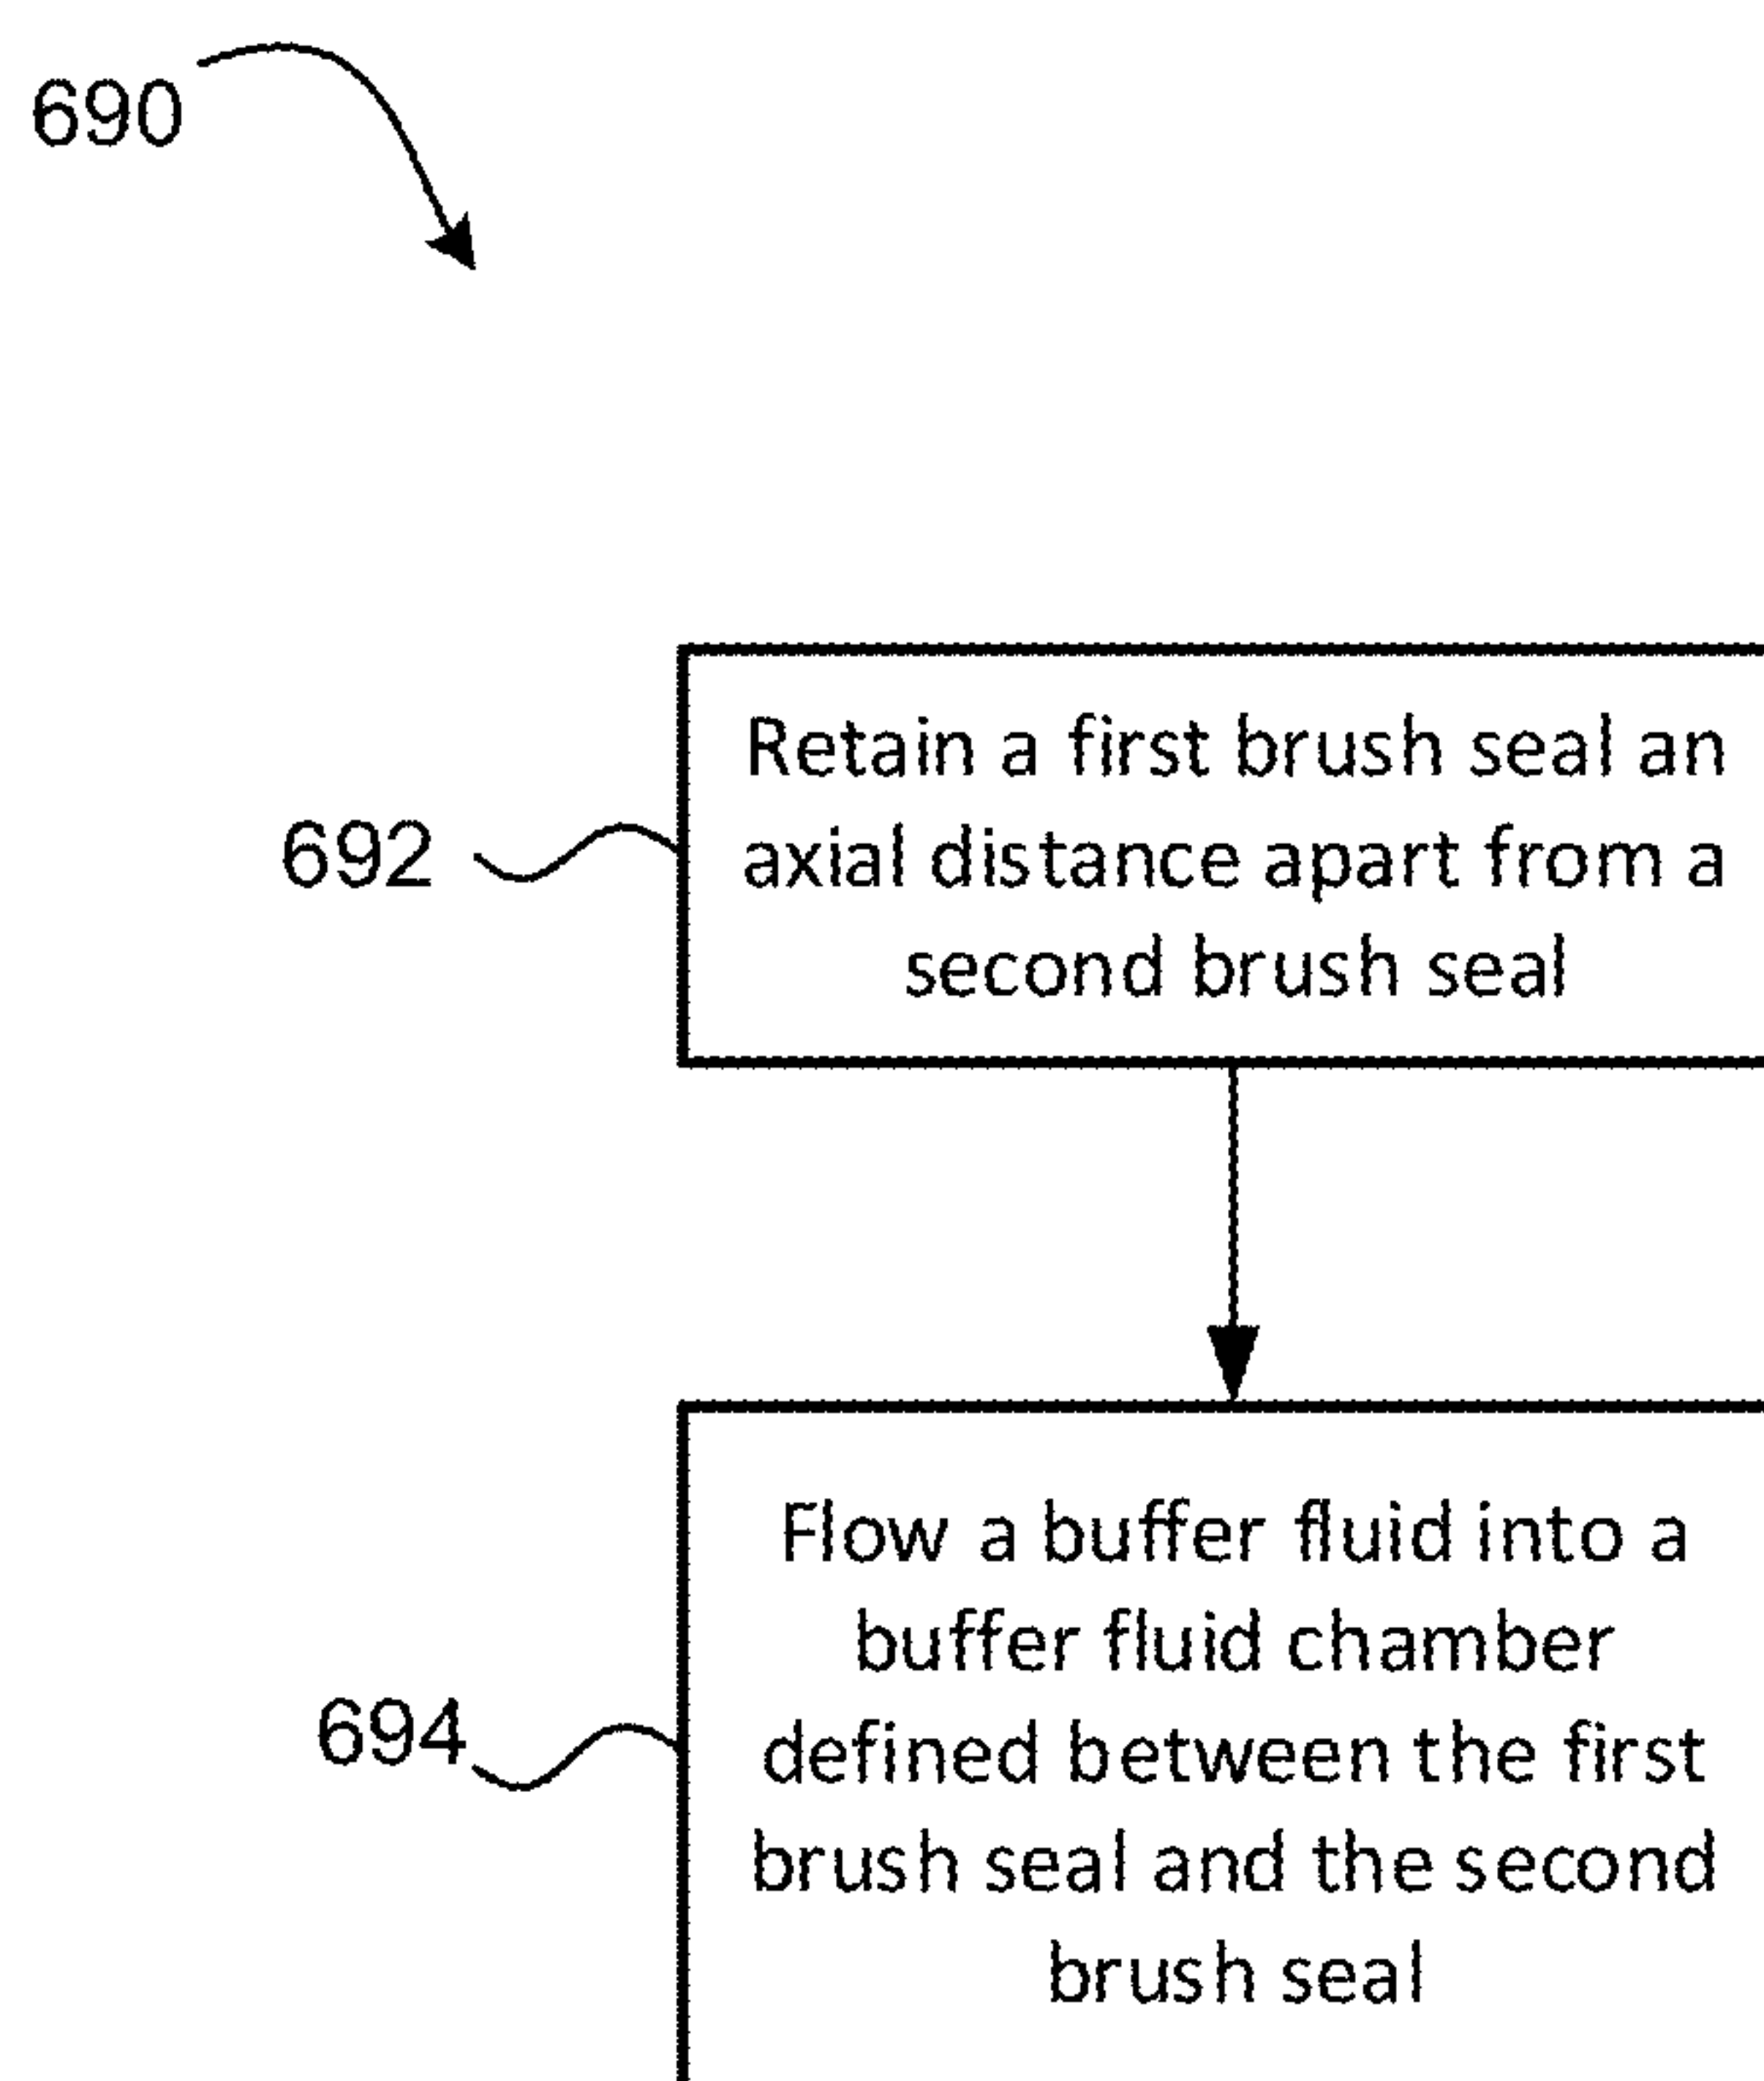 690
692
Retain a first brush seal an
axial distance apart from a
second brush seal
694
Flow a buffer fluid into a
buffer fluid chamber
defined between the first
brush seal and the second
brush seal